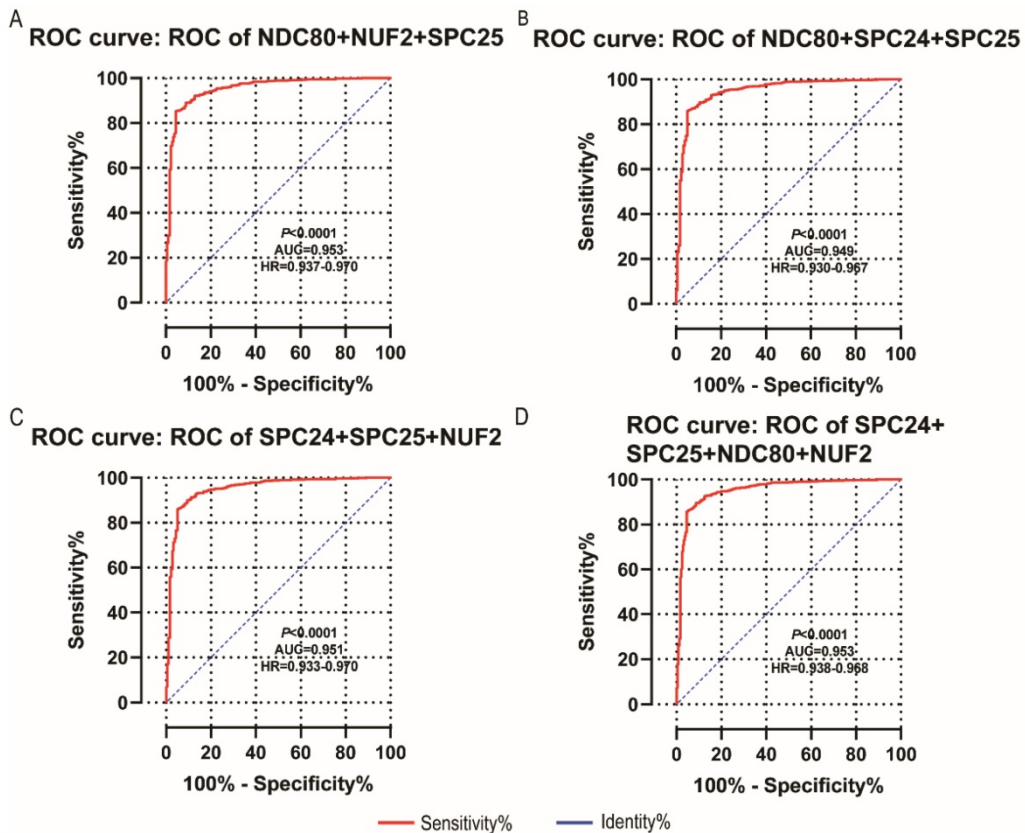 A
ROC curve: ROC of NDC80+NUF2+SPC25
100
80
60
40
20
0
Sensitivity%
P<0.0001
AUG=0.953
HR=0.937-0.970
0 20 40 60 80 100
100% - Specificity%
B
ROC curve: ROC of NDC80+SPC24+SPC25
100
80
60
40
20
0
Sensitivity%
P<0.0001
AUG=0.949
HR=0.930-0.967
0 20 40 60 80 100
100% - Specificity%
C
ROC curve: ROC of SPC24+SPC25+NUF2
100
80
60
40
20
0
Sensitivity%
P<0.0001
AUG=0.951
HR=0.933-0.970
0 20 40 60 80 100
100% - Specificity%
D
ROC curve: ROC of SPC24+
SPC25+NDC80+NUF2
100
80
60
40
20
0
Sensitivity%
P<0.0001
AUG=0.953
HR=0.938-0.968
0 20 40 60 80 100
100% - Specificity%
Sensitivity% Identity%